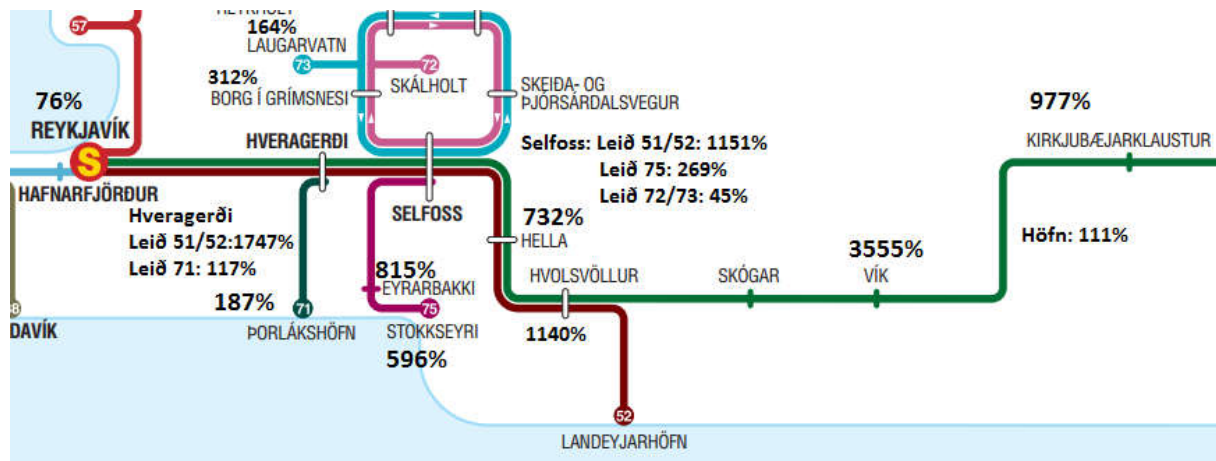 57
164%
LAUGARVATN
73
72
SKÁLHOLT
312%
BORG Í GRÍMSNESI
SKEIÐA- OG
ÞJÓRSÁRDALSVEGUR
76%
REYKJAVÍK
S
HVERAGERÐI
HAFNARFJÖRÐUR
Selfoss: Leið 51/52: 1151%
Leið 75: 269%
Leið 72/73: 45%
977%
KIRKJUBÆJARKLAUSTUR
Hveragerði
Leið 51/52:1747%
Leið 71: 117%
SELFOSS
732%
HELLA
Höfn: 111%
3555%
VÍK
SKÓGAR
HVOLSVÖLLUR
815%
EYRARBAKKI
187%
71
ÞORLÁKSHÖFN
75
STOKKSEYRI
596%
1140%
DAVÍK
52
LANDEYJARHÖFN